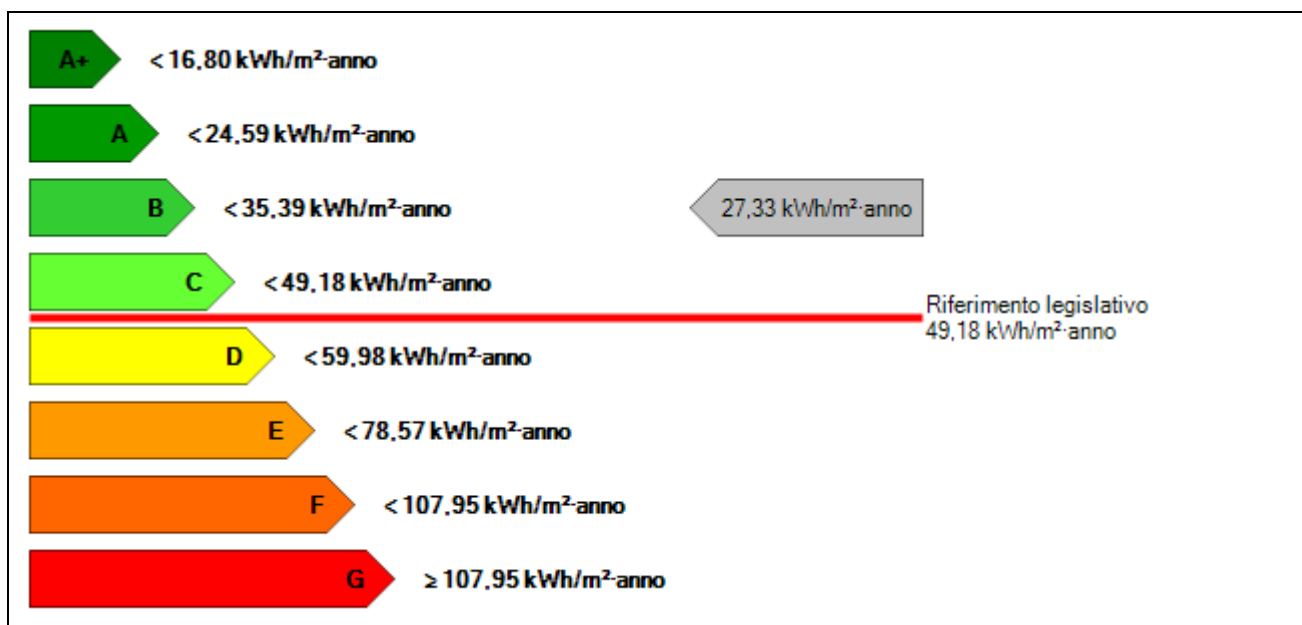 A+ < 16,80 kWh/m²·anno
A < 24,59 kWh/m²·anno
B < 35,39 kWh/m²·anno 27,33 kWh/m²·anno
C < 49,18 kWh/m²·anno
Riferimento legislativo
49,18 kWh/m²·anno
D < 59,98 kWh/m²·anno
E < 78,57 kWh/m²·anno
F < 107,95 kWh/m²·anno
G ≥ 107,95 kWh/m²·anno